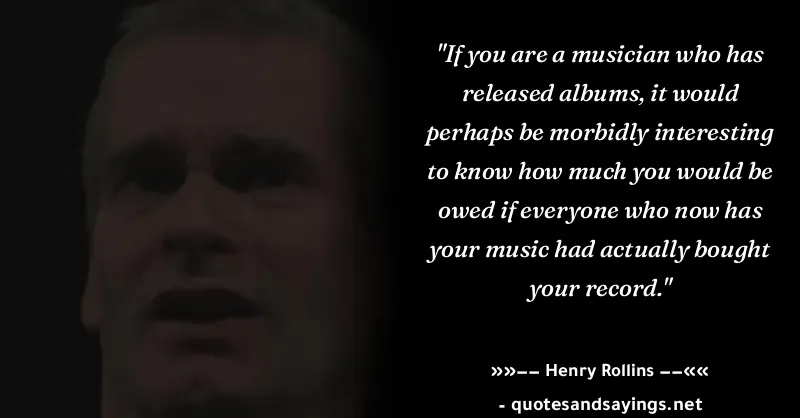 "If you are a musician who has
released albums, it would
perhaps be morbidly interesting
to know how much you would be
owed if everyone who now has
your music had actually bought
your record."
»»−− Henry Rollins −−««
- quotesandsayings.net